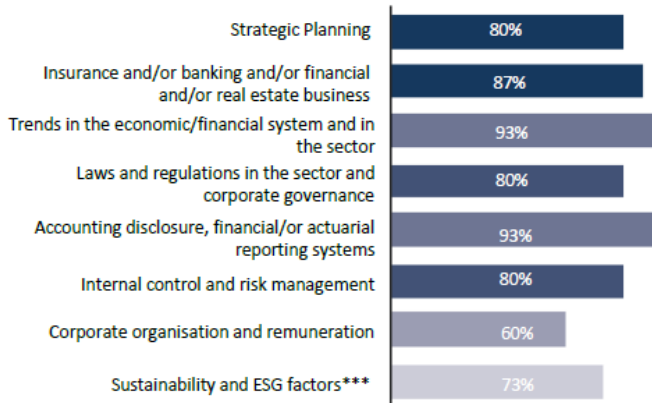 Strategic Planning
80%
Insurance and/or banking and/or financial
and/or real estate business
87%
Trends in the economic/financial system and in
the sector
93%
Laws and regulations in the sector and
corporate governance
80%
Accounting disclosure, financial/or actuarial
reporting systems
93%
Internal control and risk management
80%
Corporate organisation and remuneration
60%
Sustainability and ESG factors***
73%